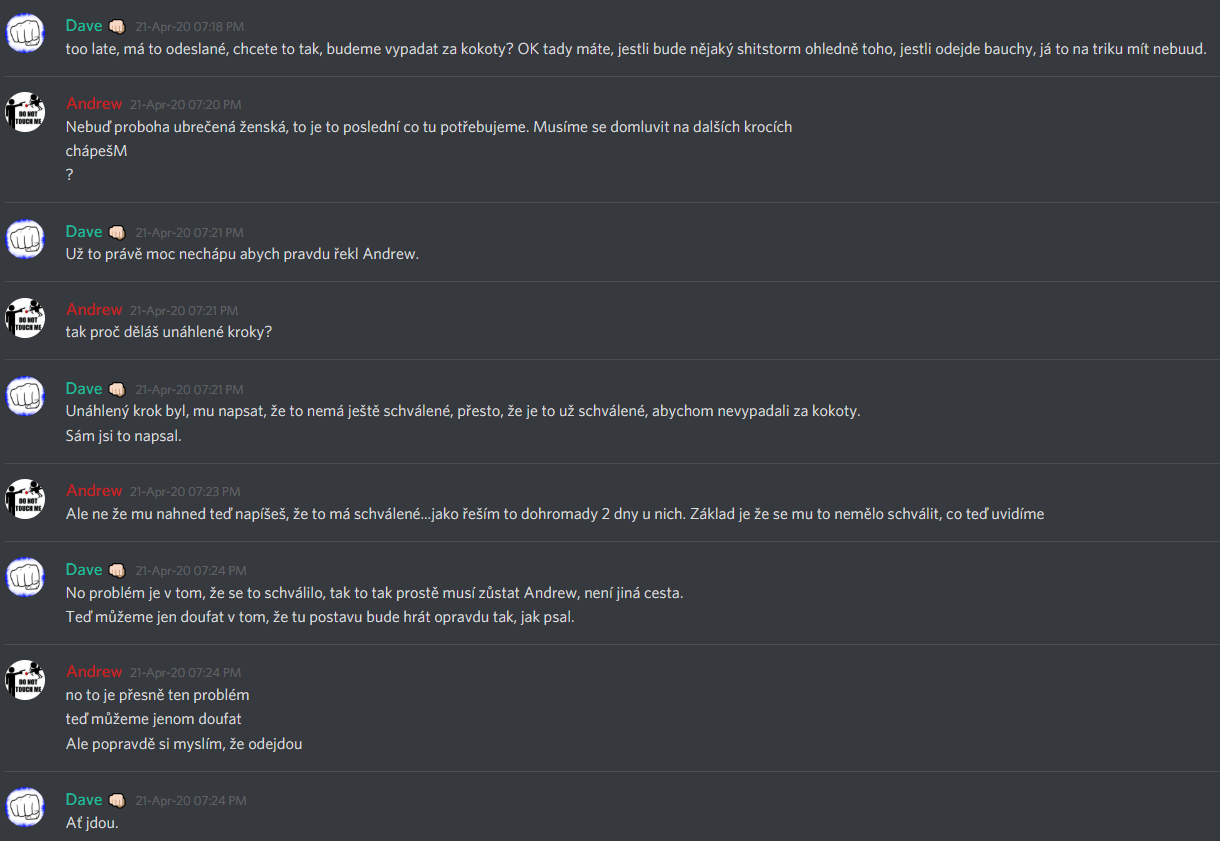 Dave 👊🏻 21-Apr-20 07:18 PM
too late, má to odeslané, chcete to tak, budeme vypadat za kokoty? OK tady máte, jestli bude nějaký shitstorm ohledně toho, jestli odejde bauchy, já to na triku mít nebuud.
DO NOT
TOUCH ME
Andrew 21-Apr-20 07:20 PM
Nebuď proboha ubrečená ženská, to je to poslední co tu potřebujeme. Musíme se domluvit na dalších krocích
chápešM
?
Dave 👊🏻 21-Apr-20 07:21 PM
Už to právě moc nechápu abych pravdu řekl Andrew.
DO NOT
TOUCH ME
Andrew 21-Apr-20 07:21 PM
tak proč děláš unáhlené kroky?
Dave 👊🏻 21-Apr-20 07:21 PM
Unáhlený krok byl, mu napsat, že to nemá ještě schválené, přesto, že je to už schválené, abychom nevypadali za kokoty.
Sám jsi to napsal.
DO NOT
TOUCH ME
Andrew 21-Apr-20 07:23 PM
Ale ne že mu nahned teď napíšeš, že to má schválené...jako řeším to dohromady 2 dny u nich. Základ je že se mu to nemělo schválit, co teď uvidíme
Dave 👊🏻 21-Apr-20 07:24 PM
No problém je v tom, že se to schválilo, tak to tak prostě musí zůstat Andrew, není jiná cesta.
Teď můžeme jen doufat v tom, že tu postavu bude hrát opravdu tak, jak psal.
DO NOT
TOUCH ME
Andrew 21-Apr-20 07:24 PM
no to je přesně ten problém
teď můžeme jenom doufat
Ale popravdě si myslím, že odejdou
Dave 👊🏻 21-Apr-20 07:24 PM
Ať jdou.